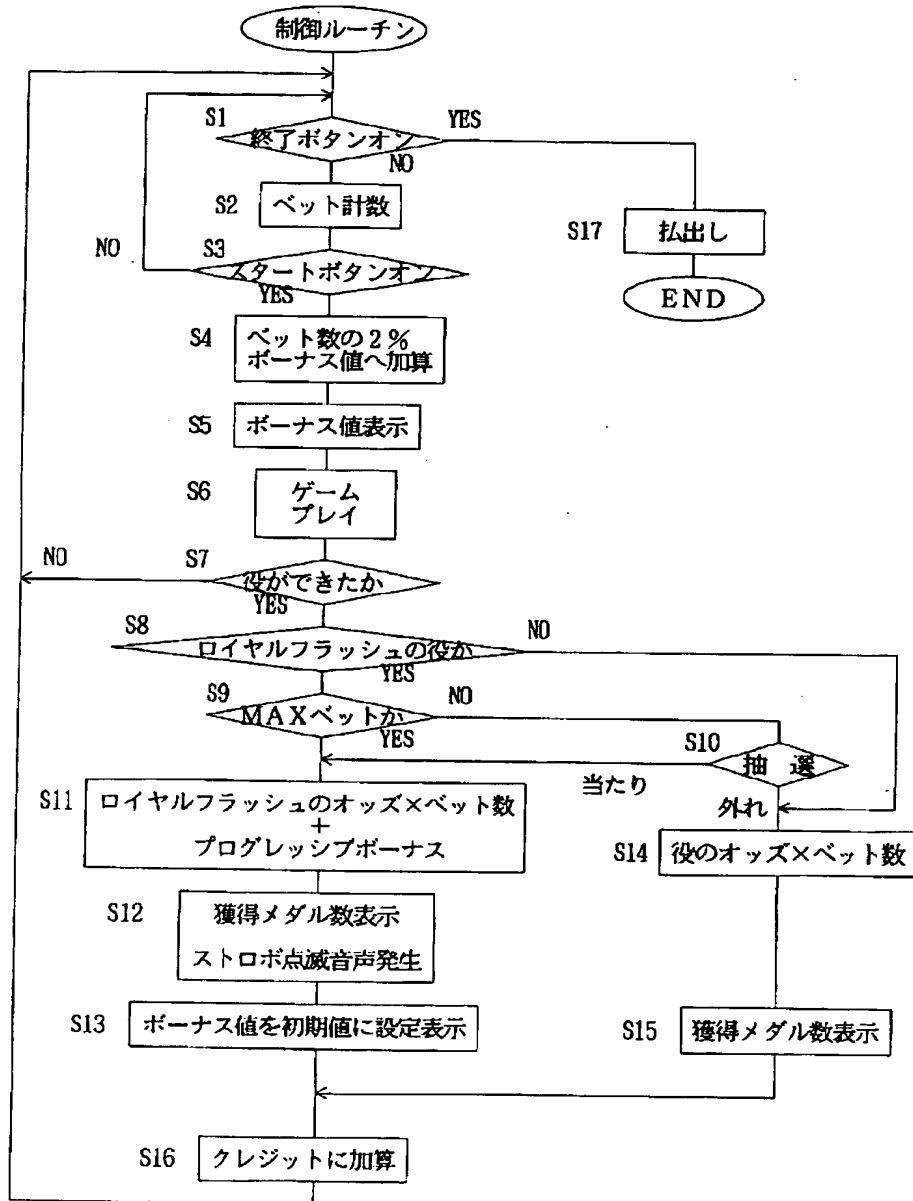 制御ルーチン
S1
終了ボタンオン
YES
NO
S2
ベット計数
S17
払出し
NO
S3
スタートボタンオン
YES
END
S4
ベット数の2%
ボーナス値へ加算
S5
ボーナス値表示
S6
ゲーム
プレイ
NO
S7
役ができたか
YES
S8
ロイヤルフラッシュの役か
NO
YES
S9
MAXベットか
NO
YES
S10
抽 選
当たり
外れ
S11
ロイヤルフラッシュのオッズ×ベット数
+
プログレッシブボーナス
S14
役のオッズ×ベット数
S12
獲得メダル数表示
ストロボ点滅音声発生
S13
ボーナス値を初期値に設定表示
S15
獲得メダル数表示
S16
クレジットに加算